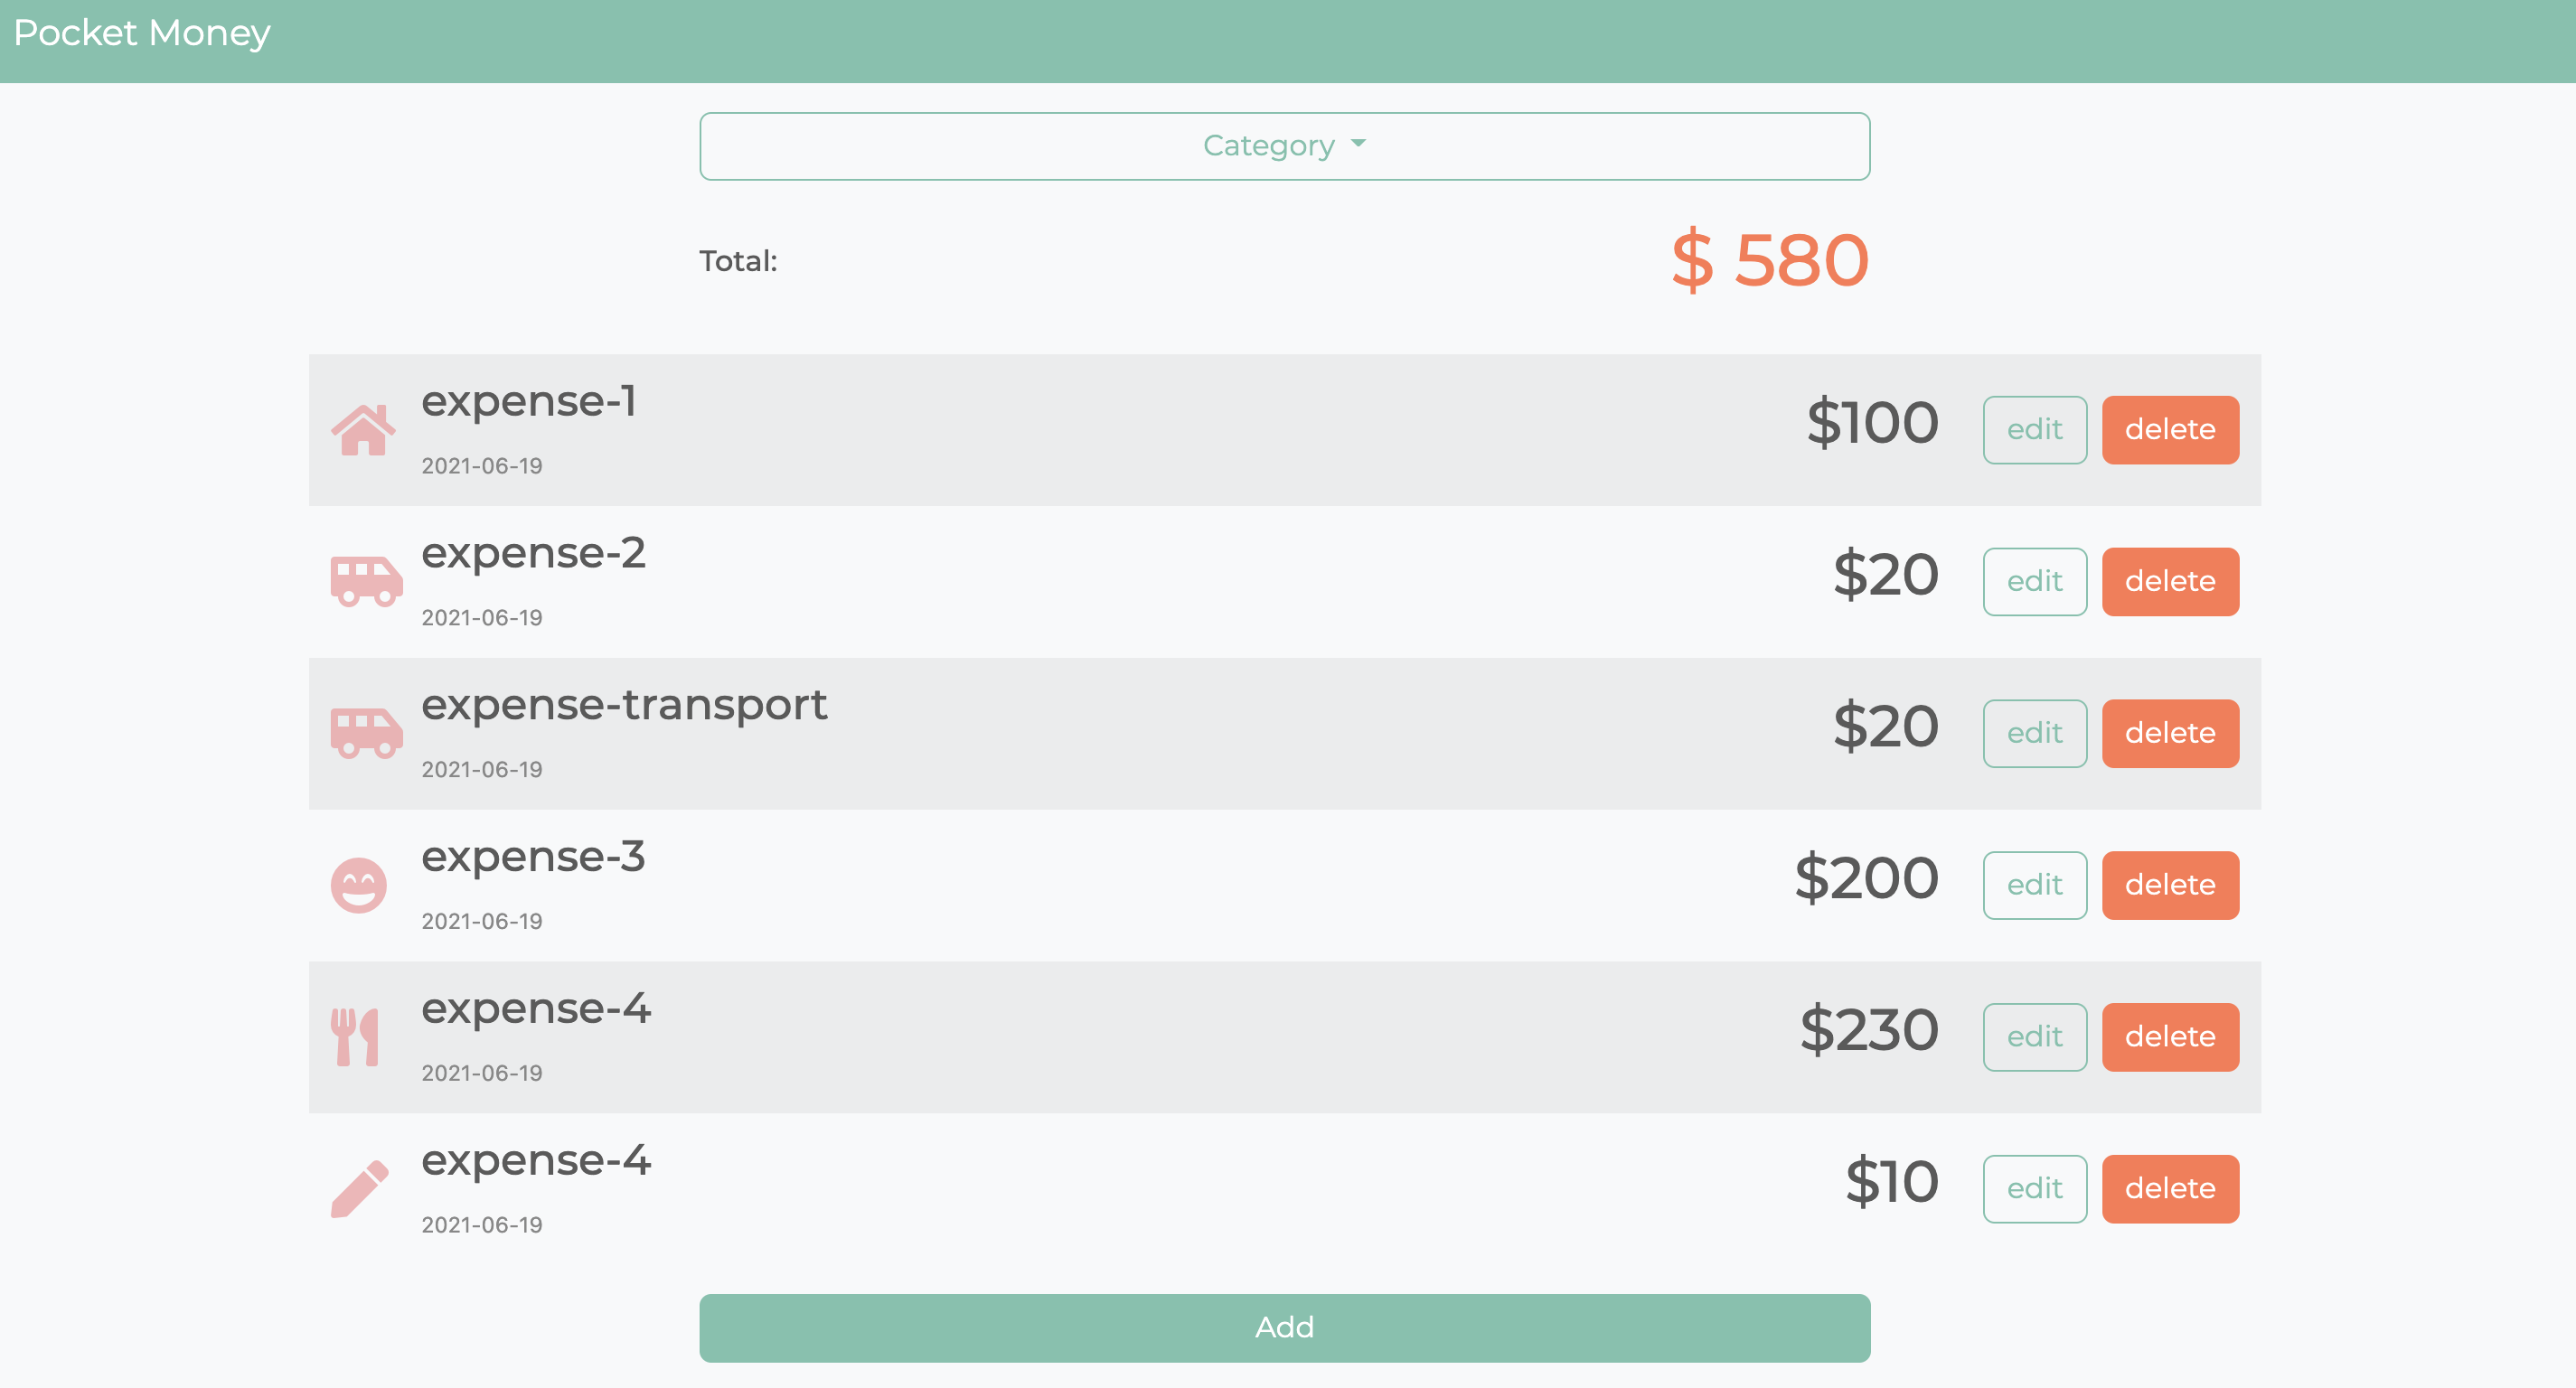 Pocket Money
Category
Total:
$ 580
expense-1
$100
edit
delete
2021-06-19
expense-2
$20
edit
delete
2021-06-19
expense-transport
$20
edit
delete
2021-06-19
expense-3
$200
edit
delete
2021-06-19
expense-4
$230
edit
delete
2021-06-19
expense-4
$10
edit
delete
2021-06-19
Add